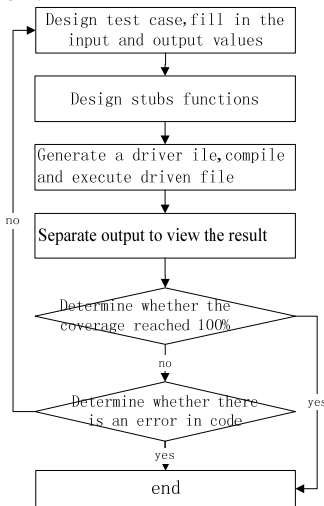 Design test case,fill in the
input and output values
Design stubs functions
Generate a driver ile,compile
and execute driven file
no
Separate output to view the result
Determine whether the
coverage reached 100%
no
Determine whether there
is an error in code
yes
yes
end